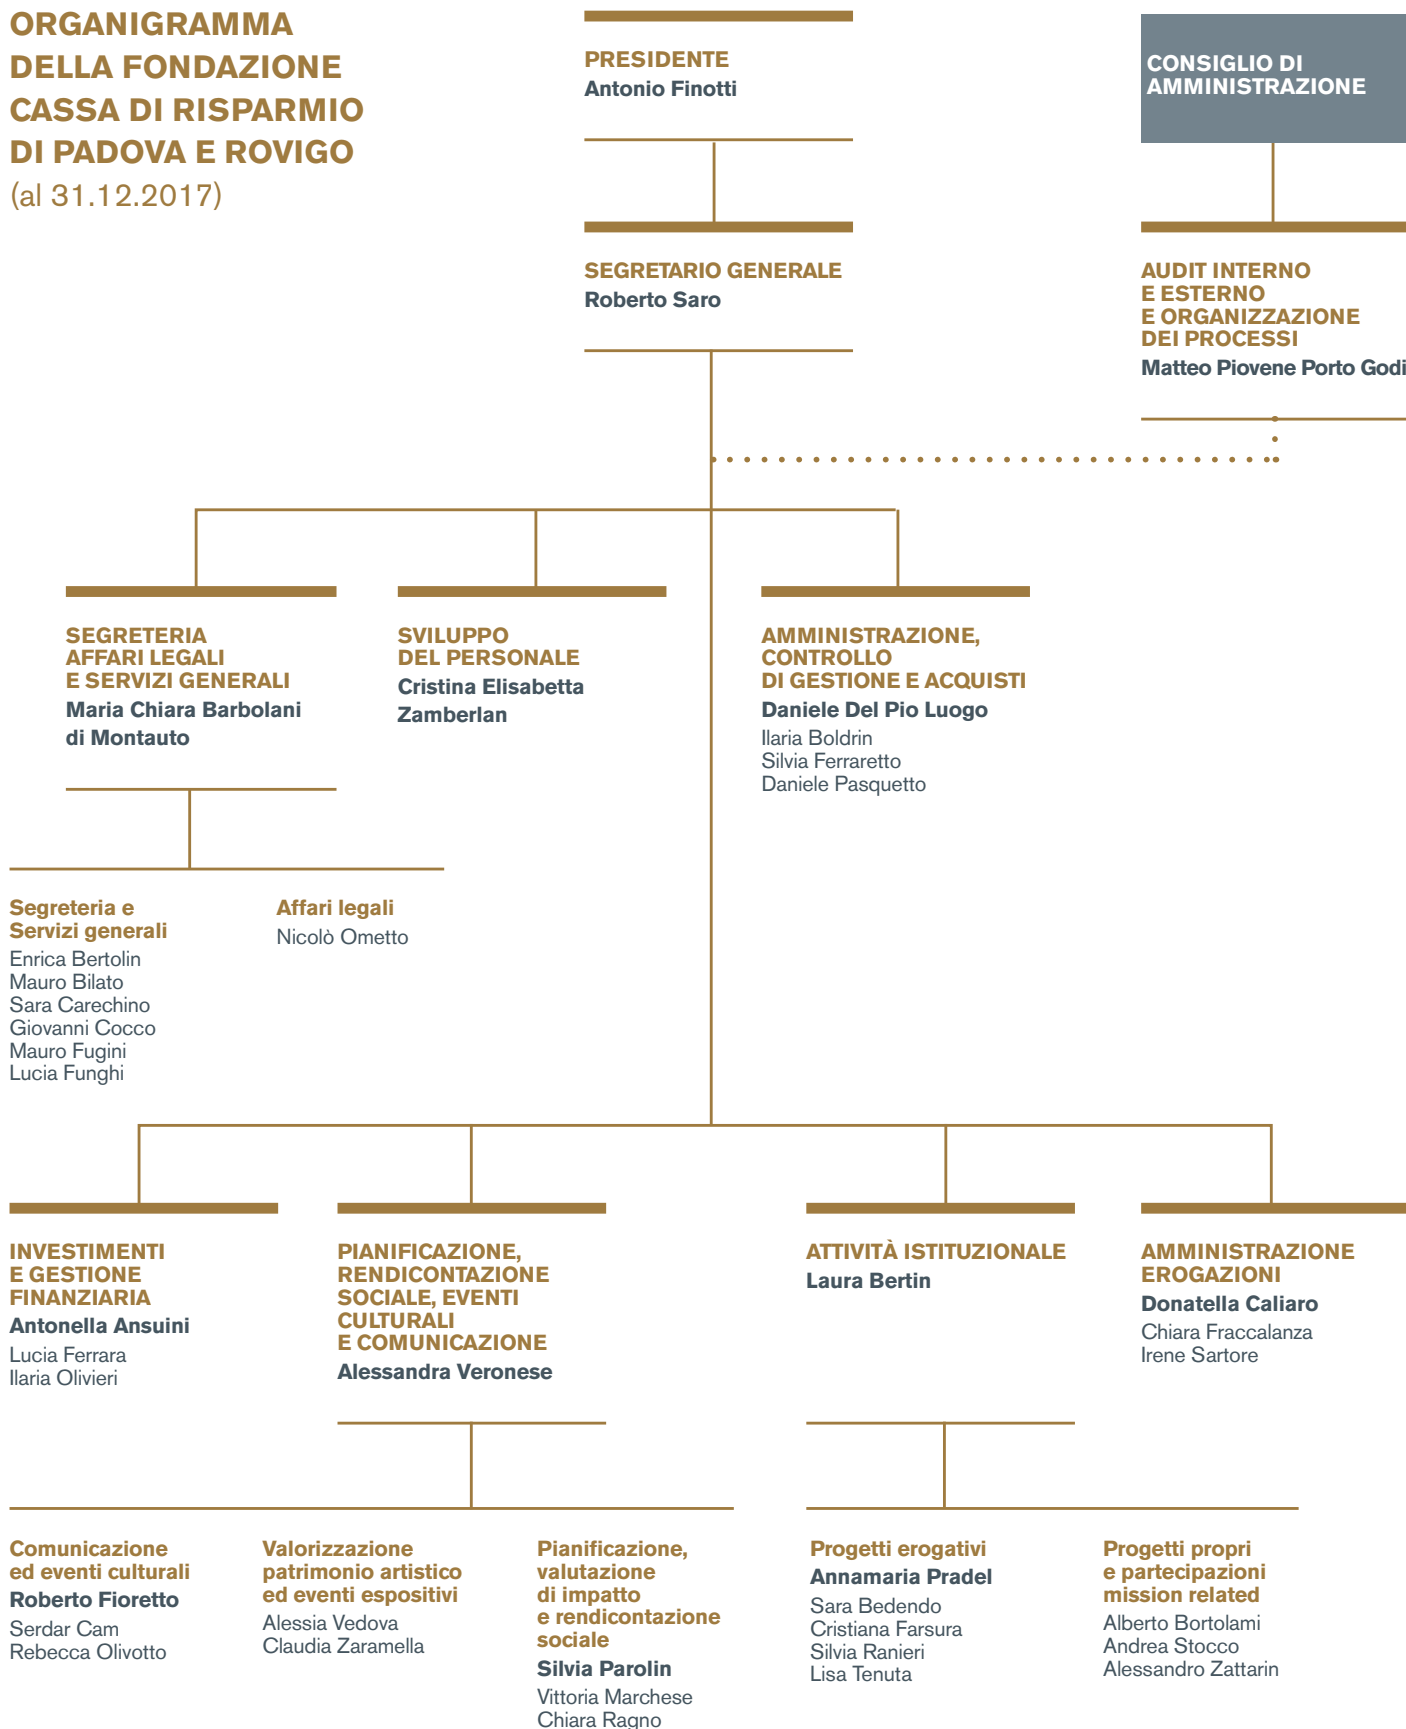 ORGANIGRAMMA
DELLA FONDAZIONE
CASSA DI RISPARMIO
DI PADOVA E ROVIGO
(al 31.12.2017)
PRESIDENTE
Antonio Finotti
CONSIGLIO DI
AMMINISTRAZIONE
SEGRETARIO GENERALE
Roberto Saro
AUDIT INTERNO
E ESTERNO
E ORGANIZZAZIONE
DEI PROCESSI
Matteo Piovene Porto Godi
SEGRETERIA
AFFARI LEGALI
E SERVIZI GENERALI
Maria Chiara Barbolani
di Montauto
SVILUPPO
DEL PERSONALE
Cristina Elisabetta
Zamberlan
AMMINISTRAZIONE,
CONTROLLO
DI GESTIONE E ACQUISTI
Daniele Del Pio Luogo
Ilaria Boldrin
Silvia Ferraretto
Daniele Pasquetto
Segreteria e
Servizi generali
Enrica Bertolin
Mauro Bilato
Sara Carechino
Giovanni Cocco
Mauro Fugini
Lucia Funghi
Affari legali
Nicolò Ometto
INVESTIMENTI
E GESTIONE
FINANZIARIA
Antonella Ansuini
Lucia Ferrara
Ilaria Olivieri
PIANIFICAZIONE,
RENDICONTAZIONE
SOCIALE, EVENTI
CULTURALI
E COMUNICAZIONE
Alessandra Veronese
ATTIVITÀ ISTITUZIONALE
Laura Bertin
AMMINISTRAZIONE
EROGAZIONI
Donatella Caliaro
Chiara Fraccalanza
Irene Sartore
Comunicazione
ed eventi culturali
Roberto Fioretto
Serdar Cam
Rebecca Olivotto
Valorizzazione
patrimonio artistico
ed eventi espositivi
Alessia Vedova
Claudia Zaramella
Pianificazione,
valutazione
di impatto
e rendicontazione
sociale
Silvia Parolin
Vittoria Marchese
Chiara Ragno
Progetti erogativi
Annamaria Pradel
Sara Bedendo
Cristiana Farsura
Silvia Ranieri
Lisa Tenuta
Progetti propri
e partecipazioni
mission related
Alberto Bortolami
Andrea Stocco
Alessandro Zattarin